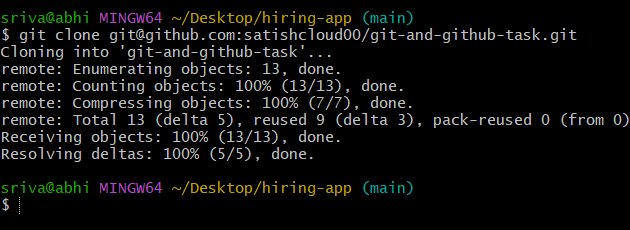 sriva@abhi MINGW64 ~/Desktop/hiring-app (main)
$ git clone git@github.com:satishcloud00/git-and-github-task.git
Cloning into 'git-and-github-task'...
remote: Enumerating objects: 13, done.
remote: Counting objects: 100% (13/13), done.
remote: Compressing objects: 100% (7/7), done.
remote: Total 13 (delta 5), reused 9 (delta 3), pack-reused 0 (from 0)
Receiving objects: 100% (13/13), done.
Resolving deltas: 100% (5/5), done.
sriva@abhi MINGW64 ~/Desktop/hiring-app (main)
$